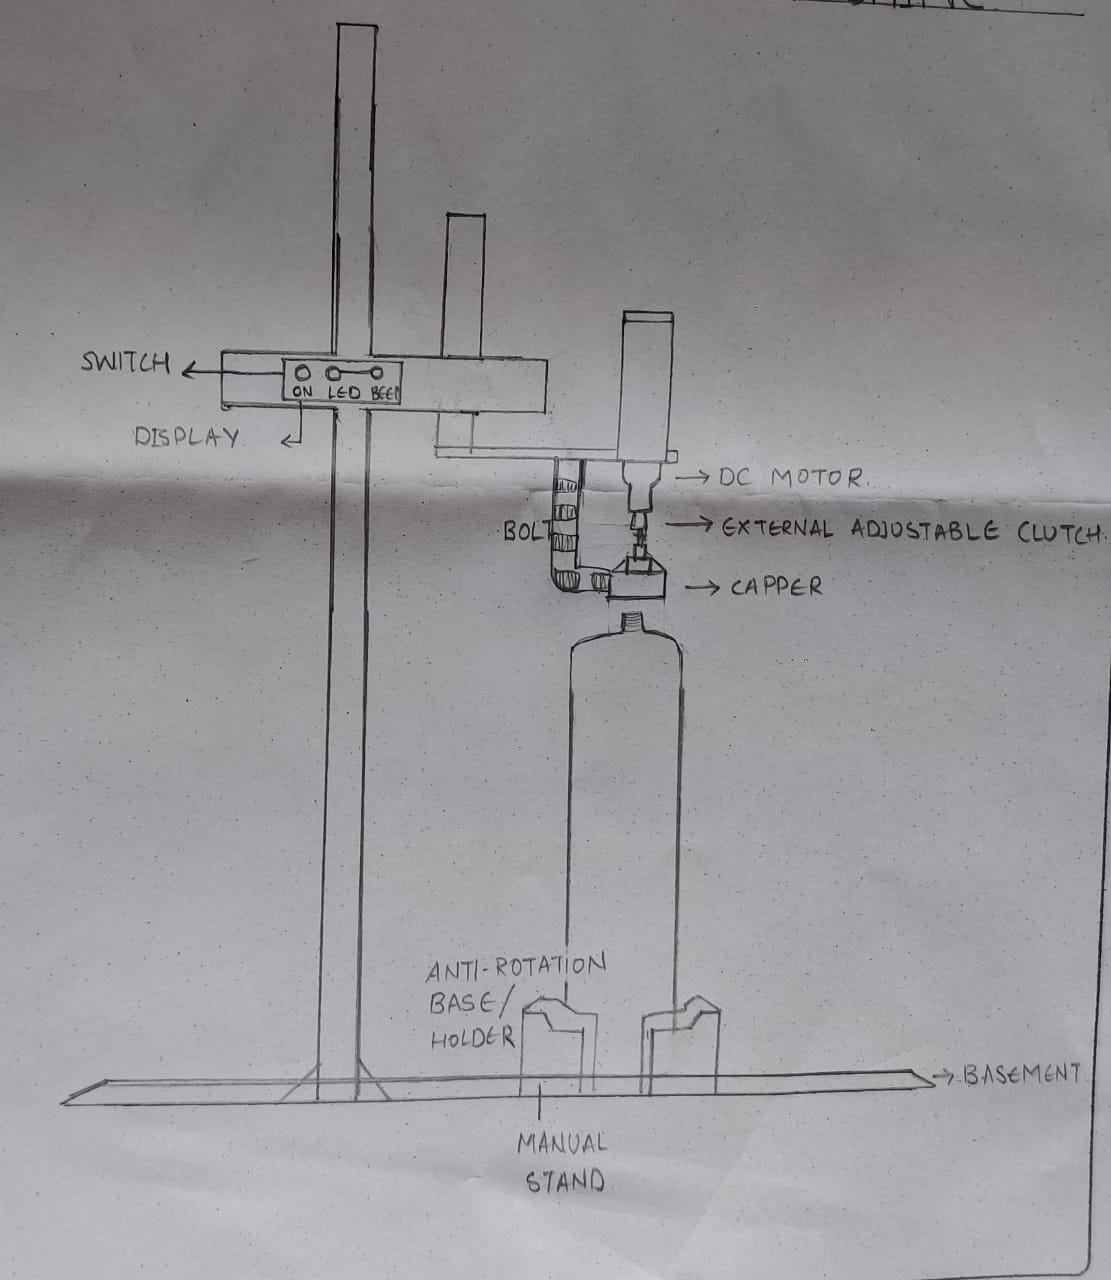 SWITCH
ON LED BEEP
DISPLAY
DC MOTOR.
BOLT
EXTERNAL ADJUSTABLE CLUTCH.
CAPPER
ANTI-ROTATION
BASE/
HOLDER
BASEMENT
MANUAL
STAND